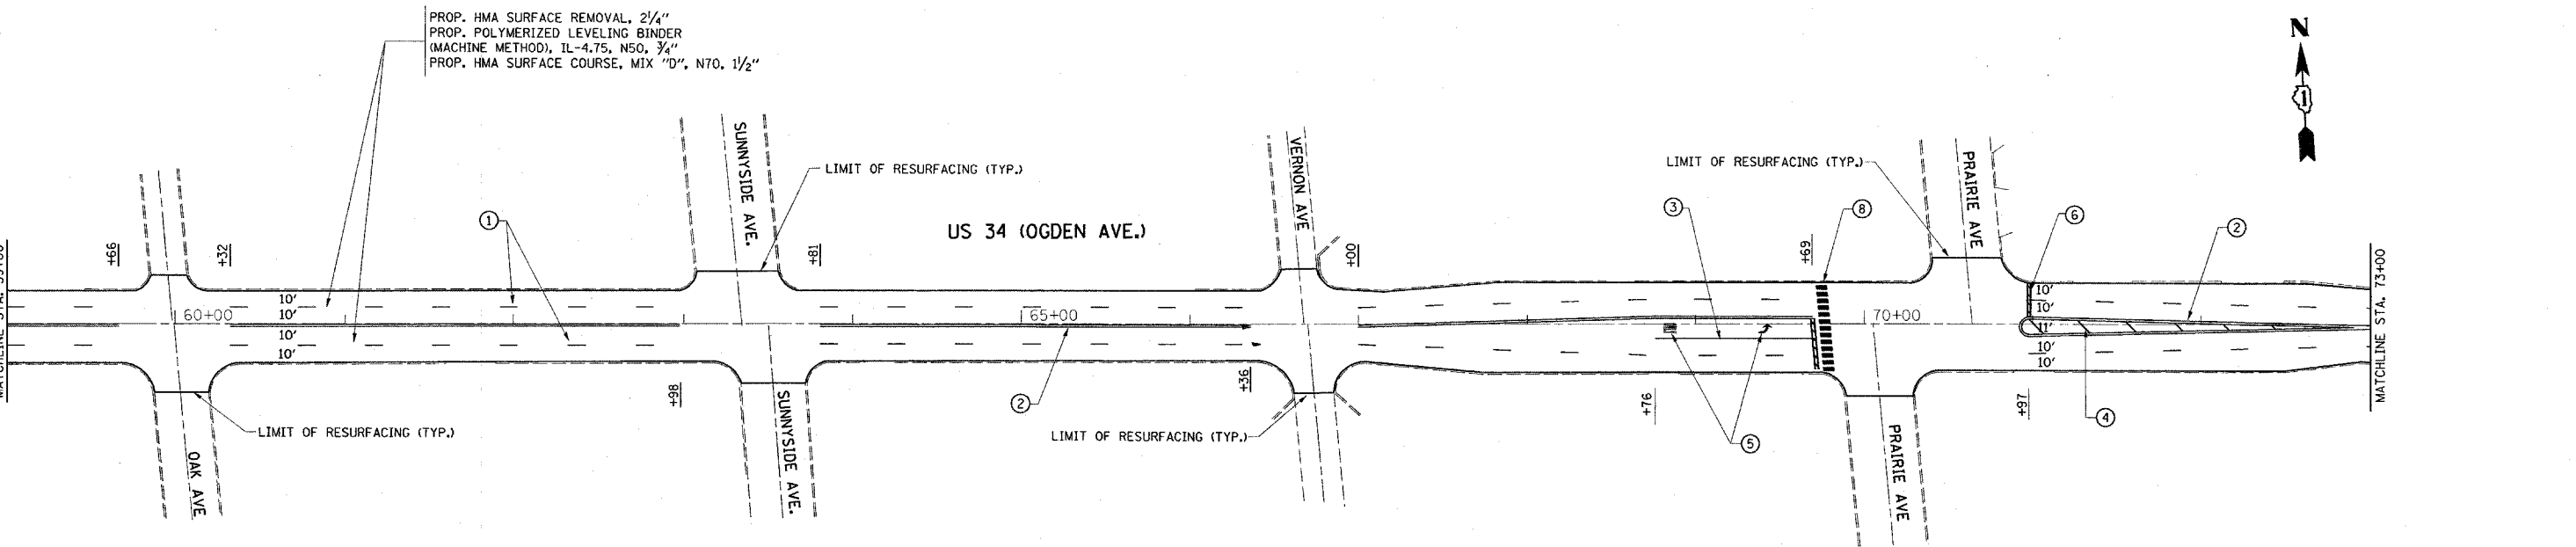 PROP. HMA SURFACE REMOVAL, 2¼"
PROP. POLYMERIZED LEVELING BINDER
(MACHINE METHOD), IL-4.75, N50, ¾"
PROP. HMA SURFACE COURSE, MIX "D", N70, 1½"
N
1
SUNNYSIDE AVE.
VERNON AVE
PRAIRIE AVE
LIMIT OF RESURFACING (TYP.)
LIMIT OF RESURFACING (TYP.)
US 34 (OGDEN AVE.)
1
3
8
6
2
+96
+32
+81
+00
+69
10'
10'
10'
10'
60+00
65+00
70+00
10'
10'
11'
10'
10'
MATCHLINE STA. 73+00
+98
+36
+76
+97
2
4
5
LIMIT OF RESURFACING (TYP.)
LIMIT OF RESURFACING (TYP.)
OAK AVE
SUNNYSIDE AVE.
PRAIRIE AVE